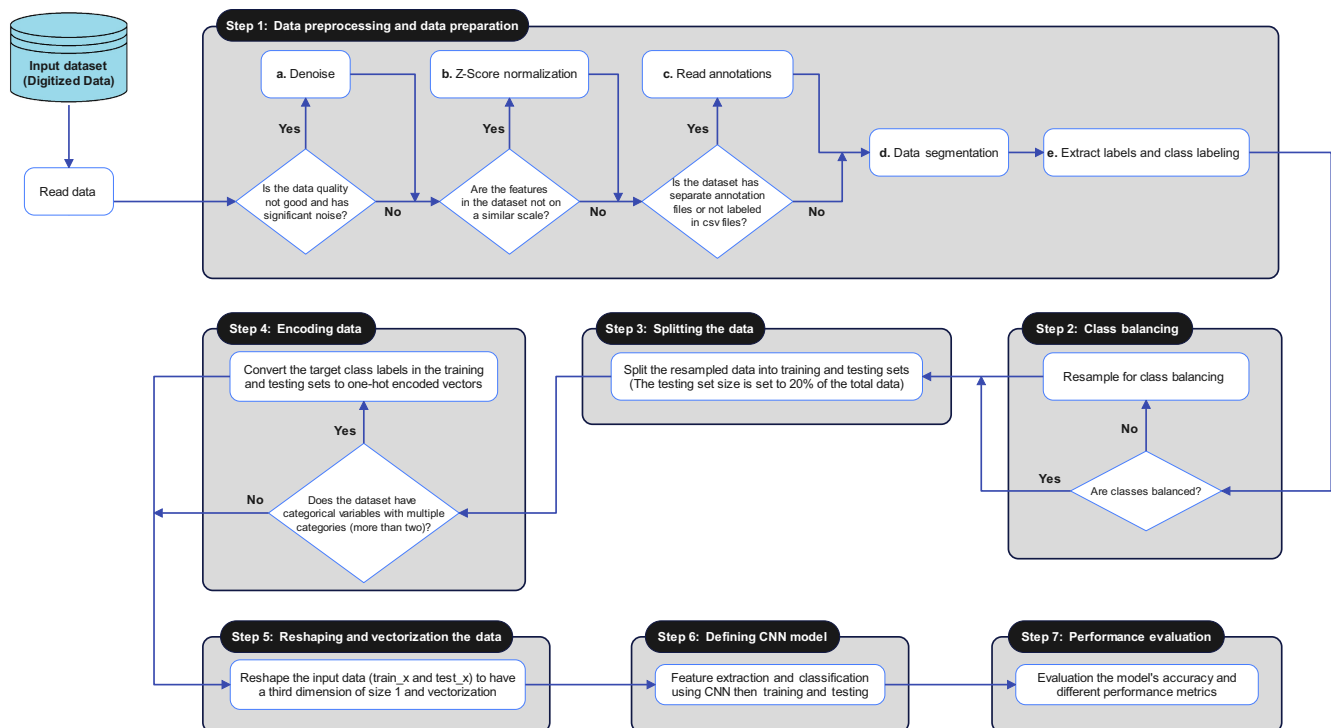 Input dataset
(Digitized Data)
Read data
Step 1: Data preprocessing and data preparation
a. Denoise
b. Z-Score normalization
c. Read annotations
Yes
Yes
Yes
Is the data quality
not good and has
significant noise?
No
Are the features
in the dataset not on
a similar scale?
No
Is the dataset has
separate annotation
files or not labeled
in csv files?
No
d. Data segmentation
e. Extract labels and class labeling
Step 2: Class balancing
Resample for class balancing
No
Yes
Are classes balanced?
Step 3: Splitting the data
Split the resampled data into training and testing sets
(The testing set size is set to 20% of the total data)
Step 4: Encoding data
Convert the target class labels in the training
and testing sets to one-hot encoded vectors
Yes
No
Does the dataset have
categorical variables with multiple
categories (more than two)?
Step 5: Reshaping and vectorization the data
Reshape the input data (train_x and test_x) to have
a third dimension of size 1 and vectorization
Step 6: Defining CNN model
Feature extraction and classification
using CNN then training and testing
Step 7: Performance evaluation
Evaluation the model's accuracy and
different performance metrics